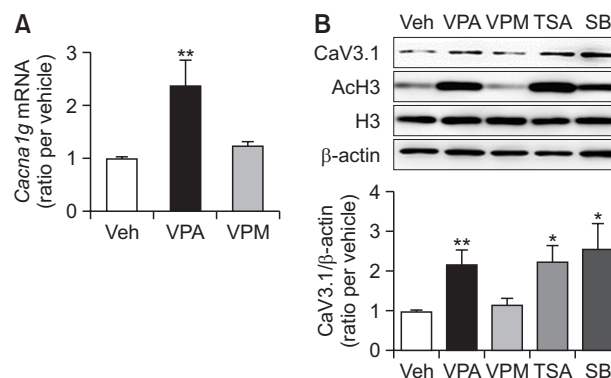 A
Cacna1g mRNA
(ratio per vehicle)
3
2
1
0
**
Veh VPA VPM
B
Veh VPA VPM TSA SB
CaV3.1
AcH3
H3
β-actin
CaV3.1/β-actin
(ratio per vehicle)
4
3
2
1
0
** * *
Veh VPA VPM TSA SB